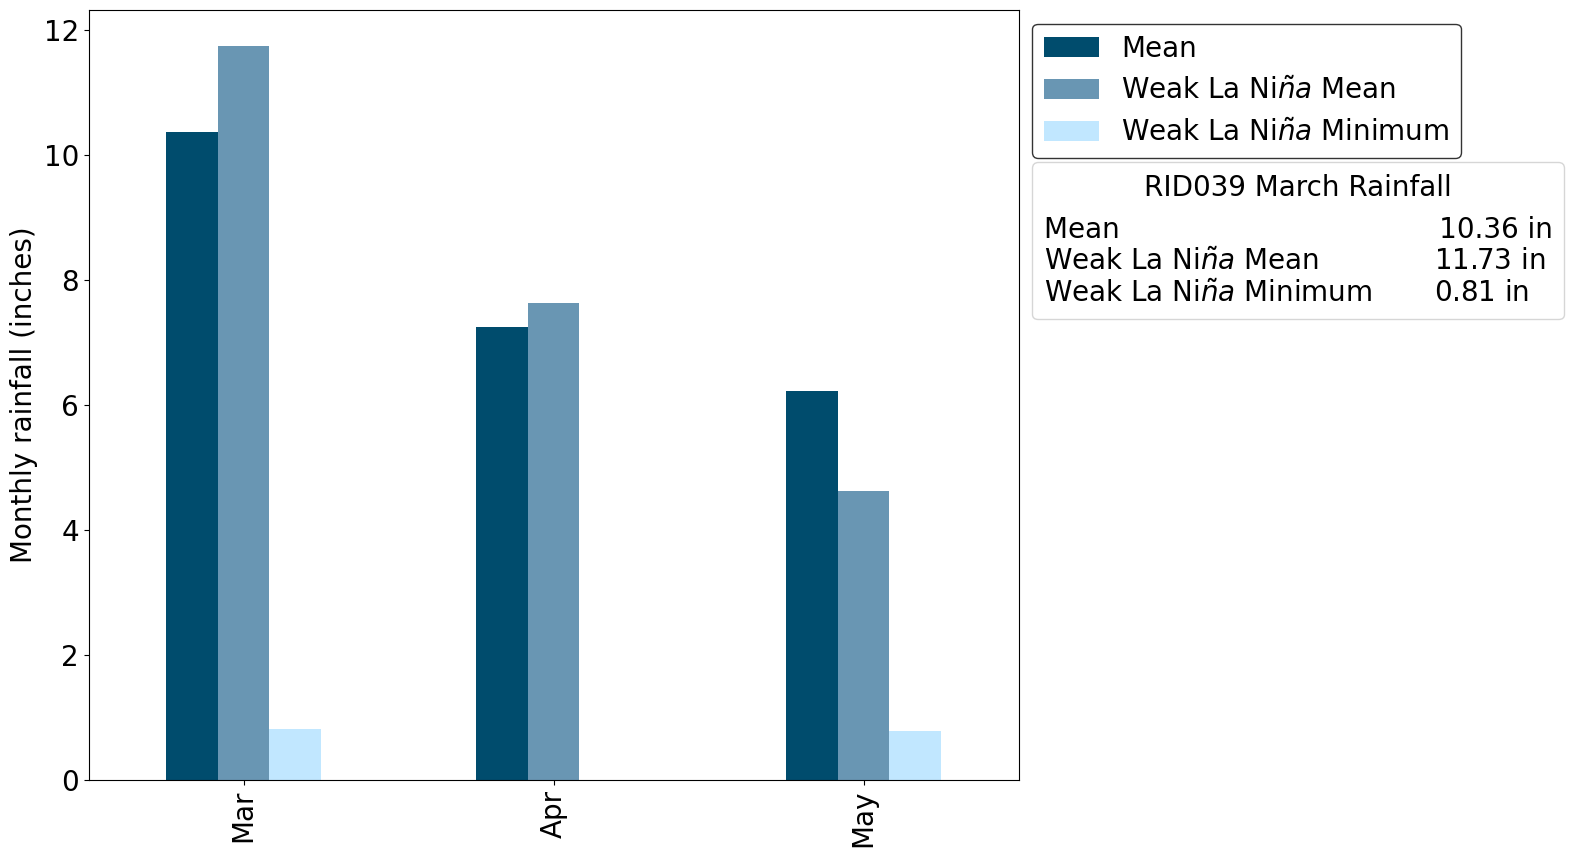 12
10
8
6
4
2
0
Monthly rainfall (inches)
Mar
Apr
May
Mean
Weak La Niña Mean
Weak La Niña Minimum
RID039 March Rainfall
Mean 10.36 in
Weak La Niña Mean 11.73 in
Weak La Niña Minimum 0.81 in